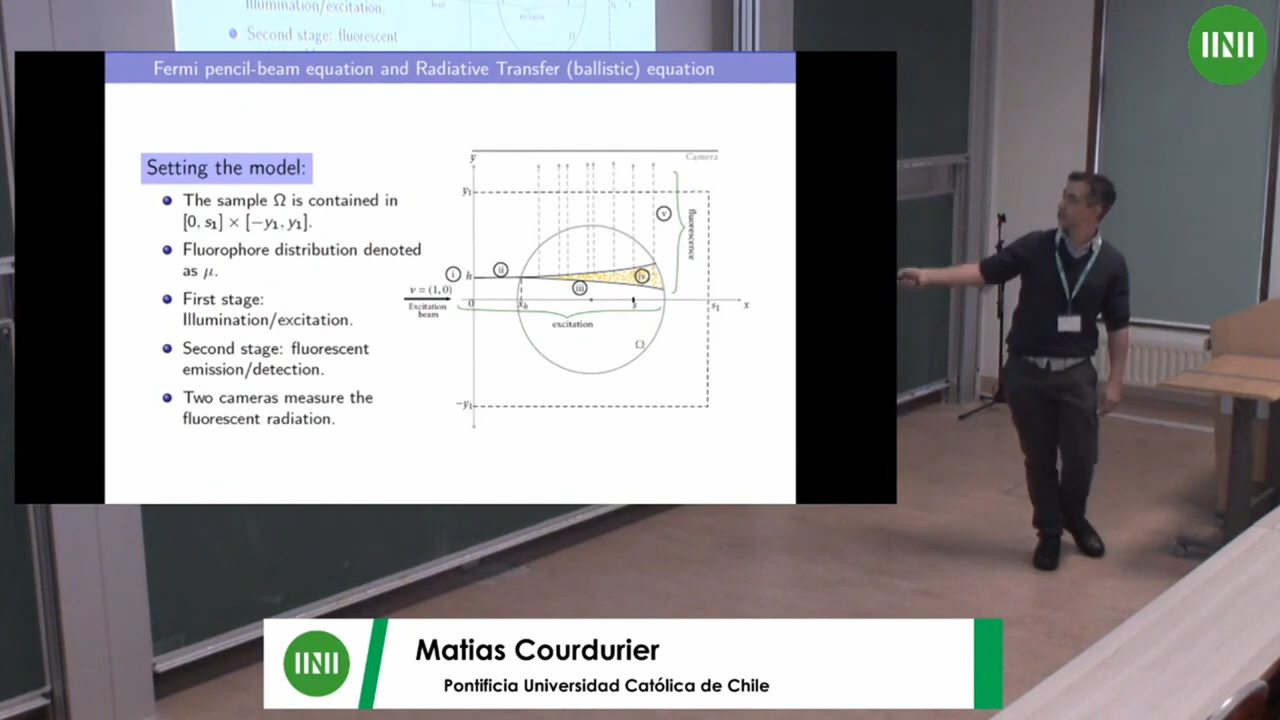 illumination/excitation.
Second stage: fluorescent
Fermi pencil-beam equation and Radiative Transfer (ballistic) equation
Setting the model:
The sample Ω is contained in
[0, s₁] × [−y₁, y₁].
Fluorophore distribution denoted
as μ.
First stage:
Illumination/excitation.
Second stage: fluorescent
emission/detection.
Two cameras measure the
fluorescent radiation.
y
Camera
y₁
v
fluorescence
i
h
ii
iv
iii
v = (1,0)
Excitation
beam
0
xₕ
s
s₁
x
excitation
Ω
−y₁
Matias Courdurier
Pontificia Universidad Católica de Chile